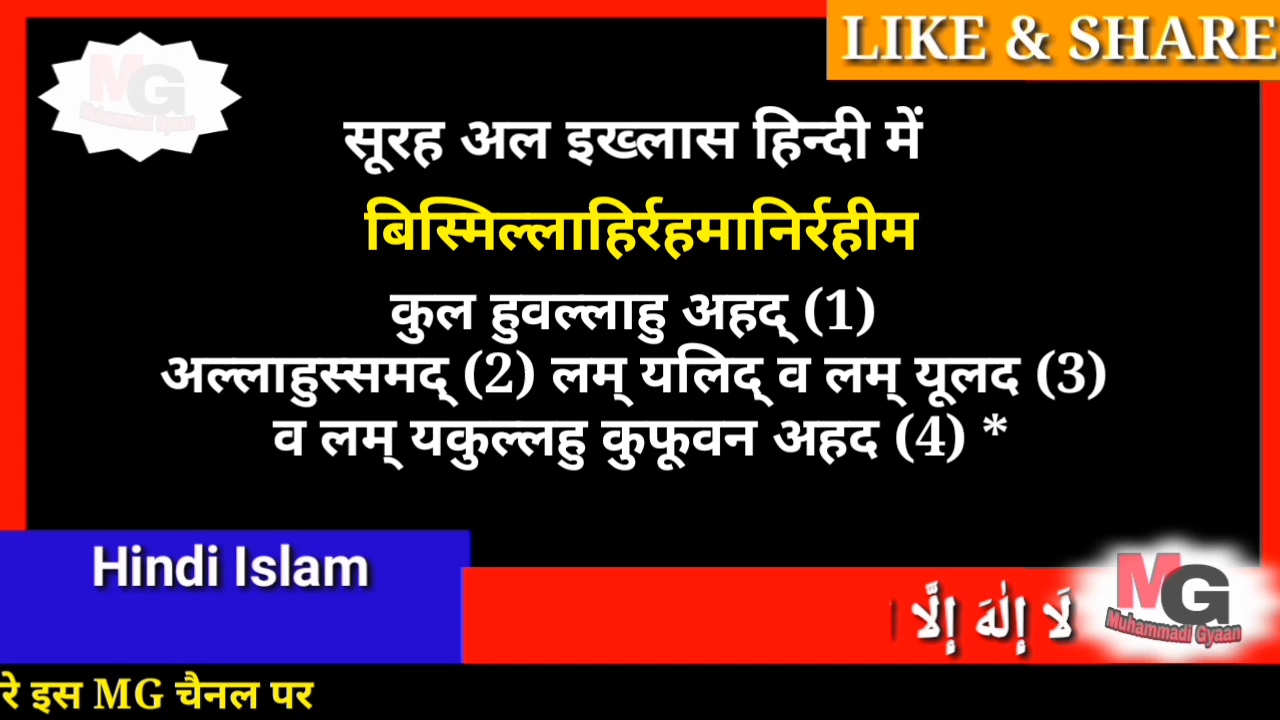 LIKE & SHARE
MG
Muhammadi Gyaan
सूरह अल इख्लास हिन्दी में
बिस्मिल्लाहिर्रहमानिर्रहीम
कुल हुवल्लाहु अहद् (1)
अल्लाहुस्समद् (2) लम् यलिद् व लम् यूलद (3)
व लम् यकुल्लहु कुफूवन अहद (4) *
Hindi Islam
لَا إِلٰهَ إِلَّا
MG
Muhammadi Gyaan
रे इस MG चैनल पर